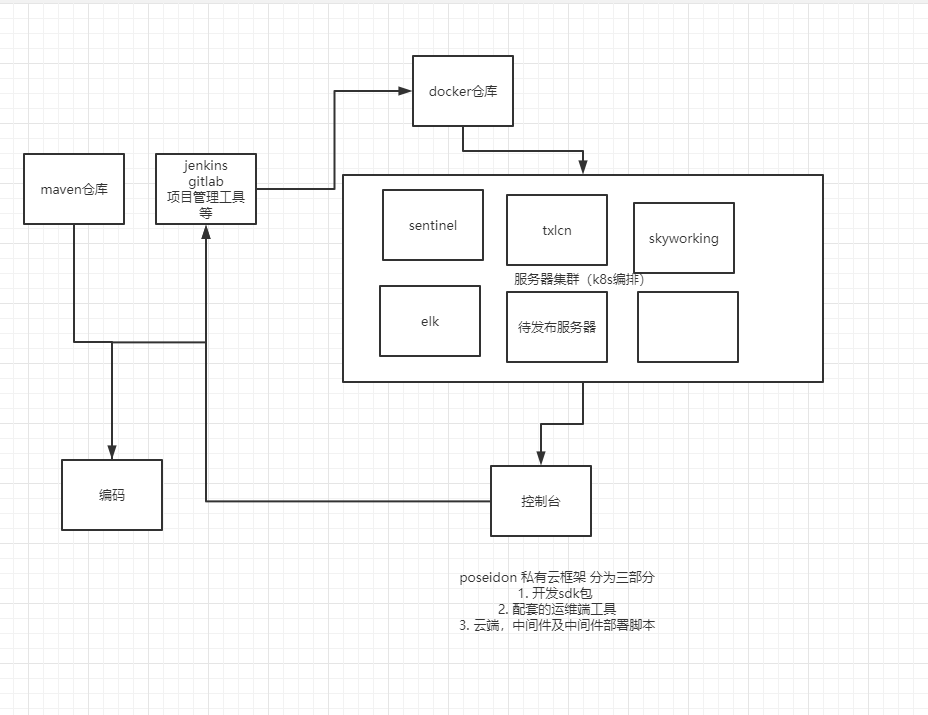 docker仓库
maven仓库
jenkins
gitlab
项目管理工具
等
sentinel
txlcn
skyworking
服务器集群（k8s编排）
elk
待发布服务器
编码
控制台
poseidon 私有云框架 分为三部分
1. 开发sdk包
2. 配套的运维端工具
3. 云端，中间件及中间件部署脚本